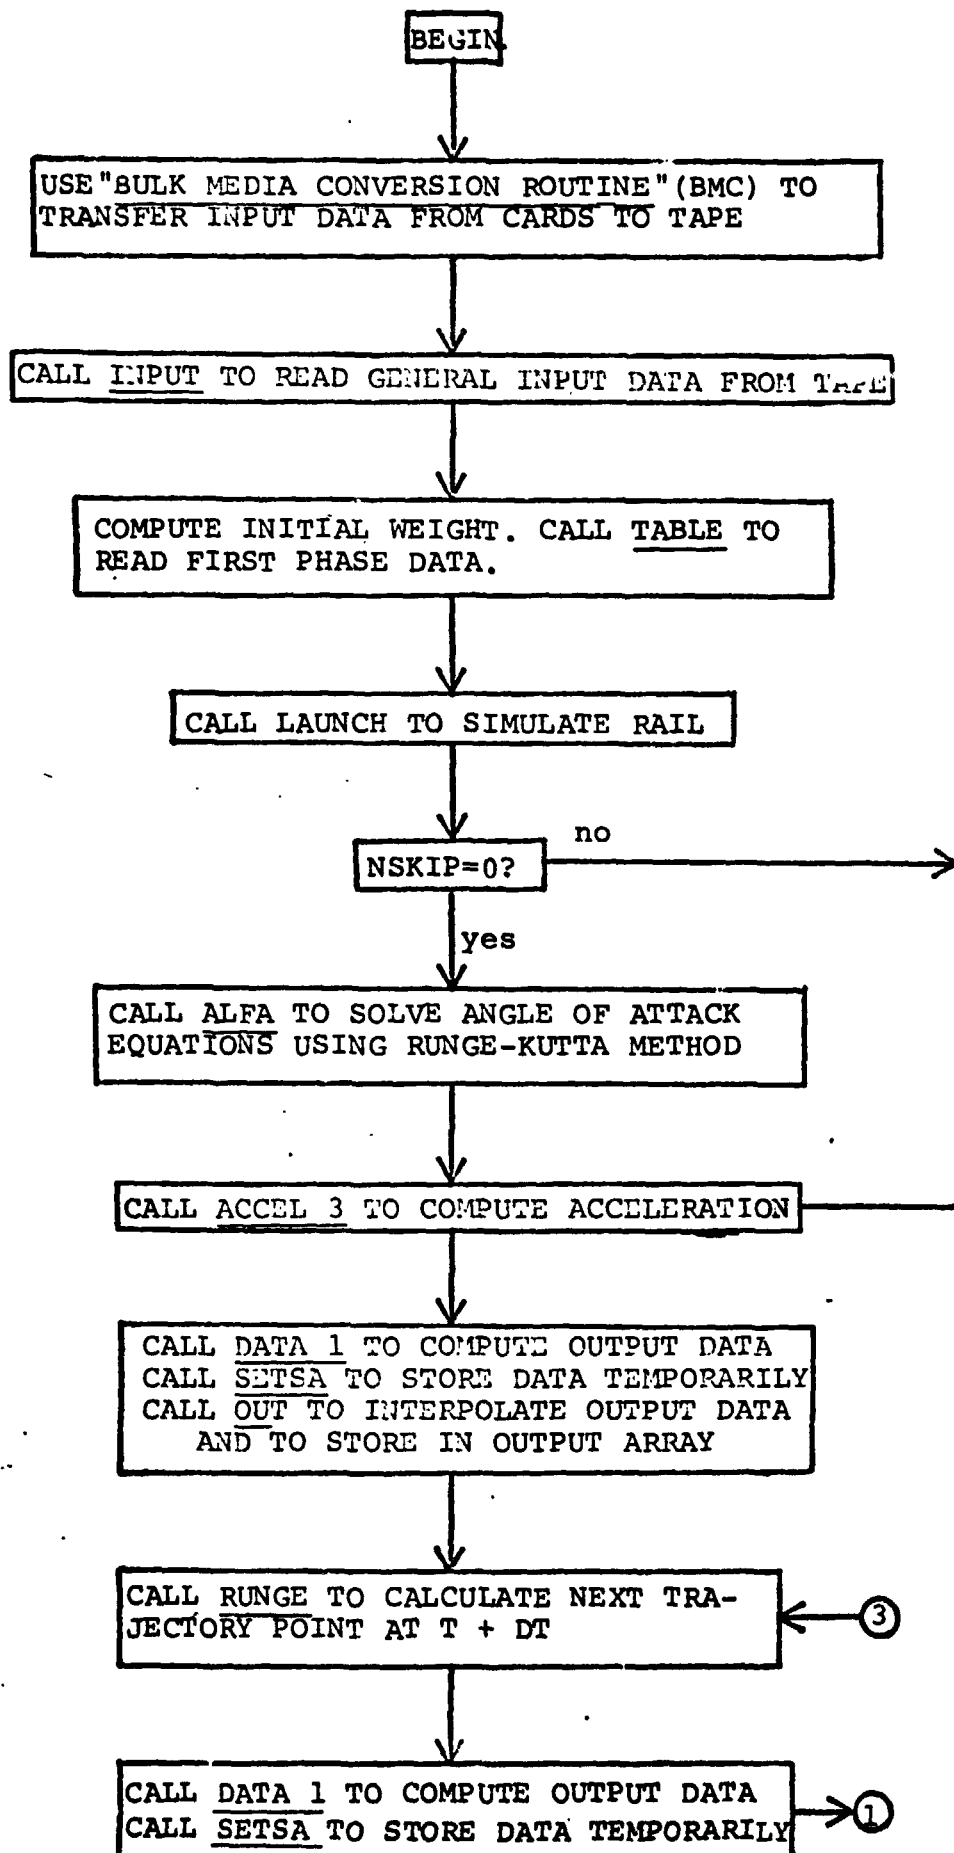 BEGIN
USE "BULK MEDIA CONVERSION ROUTINE" (BMC) TO
TRANSFER INPUT DATA FROM CARDS TO TAPE
CALL INPUT TO READ GENERAL INPUT DATA FROM TAPE
COMPUTE INITIAL WEIGHT. CALL TABLE TO
READ FIRST PHASE DATA.
CALL LAUNCH TO SIMULATE RAIL
no
NSKIP=0?
yes
CALL ALFA TO SOLVE ANGLE OF ATTACK
EQUATIONS USING RUNGE-KUTTA METHOD
CALL ACCEL 3 TO COMPUTE ACCELERATION
CALL DATA 1 TO COMPUTE OUTPUT DATA
CALL SETSA TO STORE DATA TEMPORARILY
CALL OUT TO INTERPOLATE OUTPUT DATA
AND TO STORE IN OUTPUT ARRAY
CALL RUNGE TO CALCULATE NEXT TRA-
JECTORY POINT AT T + DT
3
CALL DATA 1 TO COMPUTE OUTPUT DATA
CALL SETSA TO STORE DATA TEMPORARILY
1